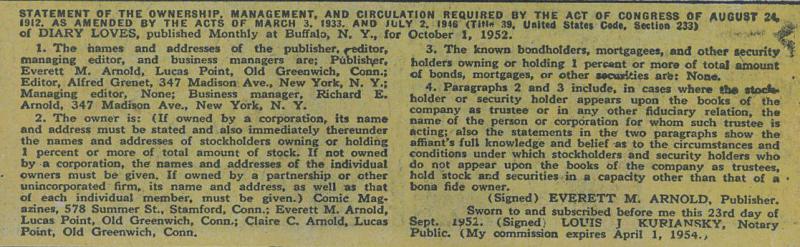 STATEMENT OF THE OWNERSHIP, MANAGEMENT, AND CIRCULATION REQUIRED BY THE ACT OF CONGRESS OF AUGUST 24,
1912, AS AMENDED BY THE ACTS OF MARCH 3, 1933, AND JULY 2, 1946 (Title 39, United States Code, Section 233)
of DIARY LOVES, published Monthly at Buffalo, N. Y., for October 1, 1952.
1. The names and addresses of the publisher, editor,
managing editor, and business managers are; Publisher,
Everett M. Arnold, Lucas Point, Old Greenwich, Conn.;
Editor, Alfred Grenet, 347 Madison Ave., New York, N. Y.;
Managing editor, None; Business manager, Richard E.
Arnold, 347 Madison Ave., New York, N. Y.
2. The owner is: (If owned by a corporation, its name
and address must be stated and also immediately thereunder
the names and addresses of stockholders owning or holding
1 percent or more of total amount of stock. If not owned
by a corporation, the names and addresses of the individual
owners must be given. If owned by a partnership or other
unincorporated firm, its name and address, as well as that
of each individual member, must be given.) Comic Mag-
azines, 578 Summer St., Stamford, Conn.; Everett M. Arnold,
Lucas Point, Old Greenwich, Conn.; Claire C. Arnold, Lucas
Point, Old Greenwich, Conn.
3. The known bondholders, mortgagees, and other security
holders owning or holding 1 percent or more of total amount
of bonds, mortgages, or other securities are: None.
4. Paragraphs 2 and 3 include, in cases where the stock-
holder or security holder appears upon the books of the
company as trustee or in any other fiduciary relation, the
name of the person or corporation for whom such trustee is
acting; also the statements in the two paragraphs show the
affiant's full knowledge and belief as to the circumstances and
conditions under which stockholders and security holders who
do not appear upon the books of the company as trustees,
hold stock and securities in a capacity other than that of a
bona fide owner.
(Signed) EVERETT M. ARNOLD, Publisher.
Sworn to and subscribed before me this 23rd day of
Sept. 1952. (Signed) LOUIS I KURIANSKY, Notary
Public. (My commission expires April 1, 1954.)